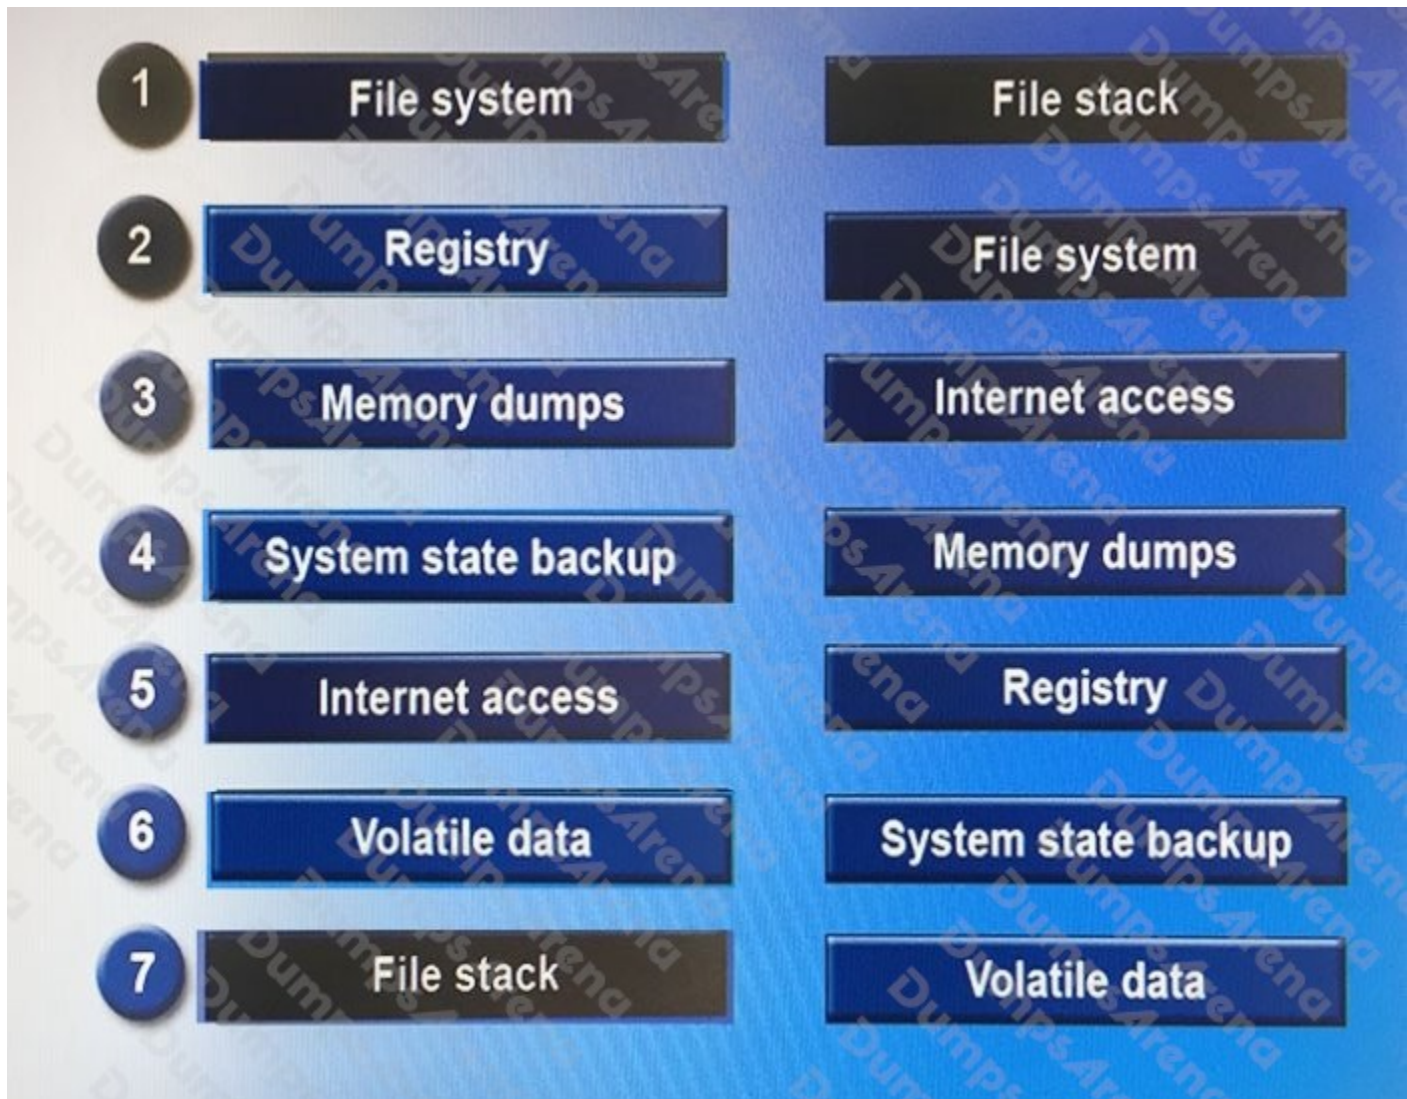 1 File system File stack
2 Registry File system
3 Memory dumps Internet access
4 System state backup Memory dumps
5 Internet access Registry
6 Volatile data System state backup
7 File stack Volatile data
DumpsArena